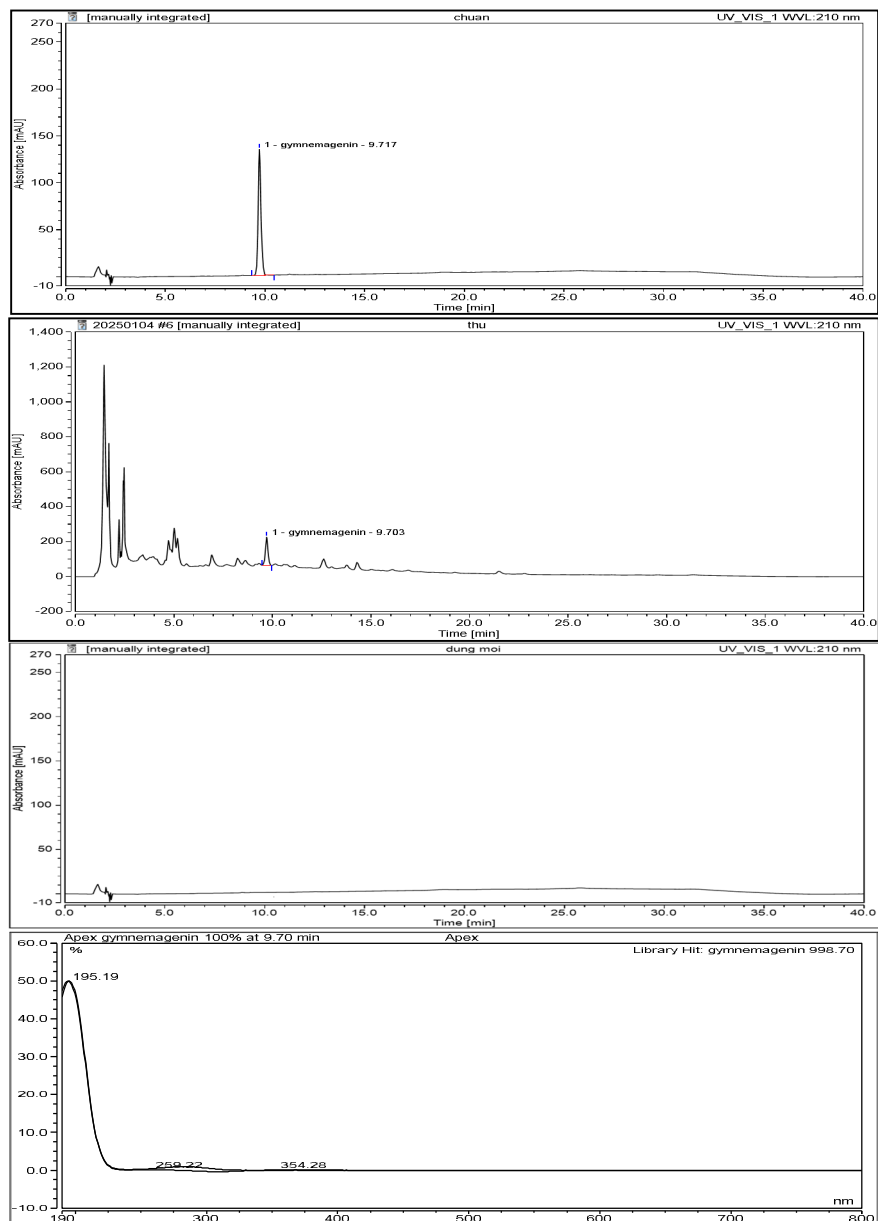 [manually integrated] chuan UV_VIS_1 WVL:210 nm
Absorbance [mAU]
270
250
200
150
100
50
-10
1 - gymnemagenin - 9.717
0.0 5.0 10.0 15.0 20.0 25.0 30.0 35.0 40.0
Time [min]
20250104 #6 [manually integrated] thu UV_VIS_1 WVL:210 nm
Absorbance [mAU]
1,400
1,200
1,000
800
600
400
200
0
-200
1 - gymnemagenin - 9.703
0.0 5.0 10.0 15.0 20.0 25.0 30.0 35.0 40.0
Time [min]
[manually integrated] dung moi UV_VIS_1 WVL:210 nm
Absorbance [mAU]
270
250
200
150
100
50
-10
0.0 5.0 10.0 15.0 20.0 25.0 30.0 35.0 40.0
Time [min]
Apex gymnemagenin 100% at 9.70 min Apex
60.0
50.0
40.0
30.0
20.0
10.0
0.0
-10.0
% Library Hit: gymnemagenin 998.70
195.19
259.22 354.28
nm
190 300 400 500 600 700 800